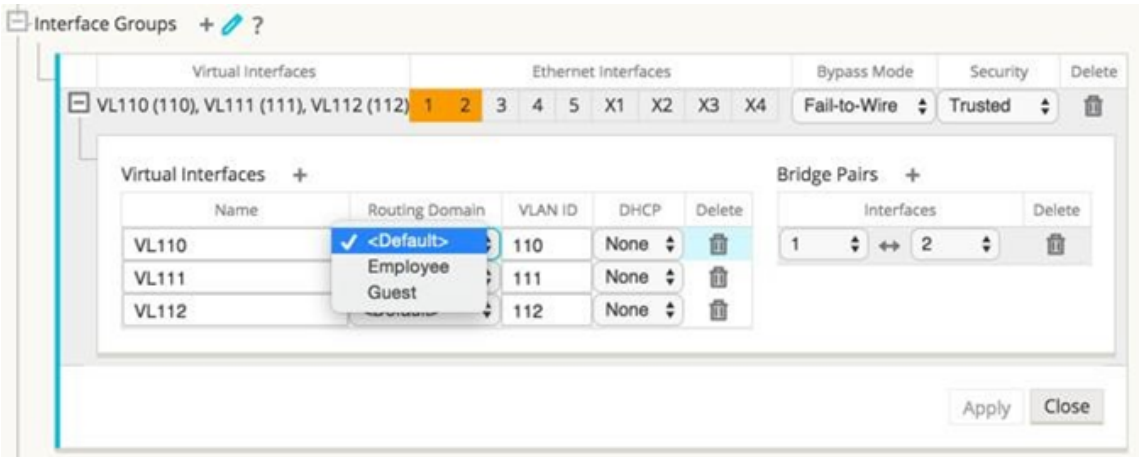 Interface Groups + ?
Virtual Interfaces Ethernet Interfaces Bypass Mode Security Delete
VL110 (110), VL111 (111), VL112 (112) 1 2 3 4 5 X1 X2 X3 X4 Fail-to-Wire Trusted
Virtual Interfaces + Bridge Pairs +
Name Routing Domain VLAN ID DHCP Delete Interfaces Delete
VL110 ✓ <Default> 110 None 1 ↔ 2
VL111 Employee 111 None
Guest
VL112 <Default> 112 None
Apply Close